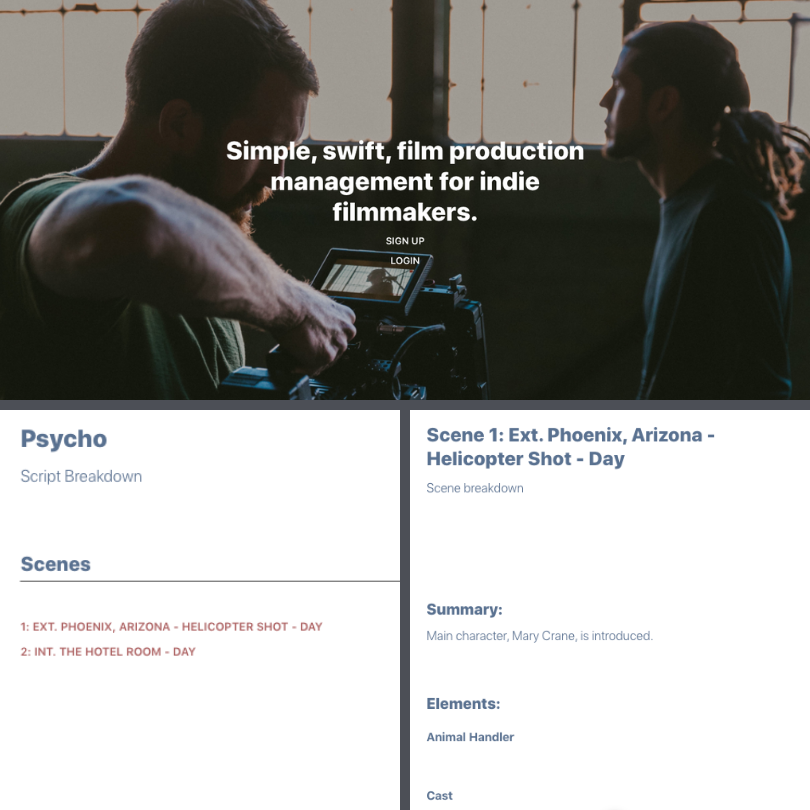 Simple, swift, film production
management for indie
filmmakers.
SIGN UP
LOGIN
Psycho
Script Breakdown
Scenes
1: EXT. PHOENIX, ARIZONA - HELICOPTER SHOT - DAY
2: INT. THE HOTEL ROOM - DAY
Scene 1: Ext. Phoenix, Arizona -
Helicopter Shot - Day
Scene breakdown
Summary:
Main character, Mary Crane, is introduced.
Elements:
Animal Handler
Cast